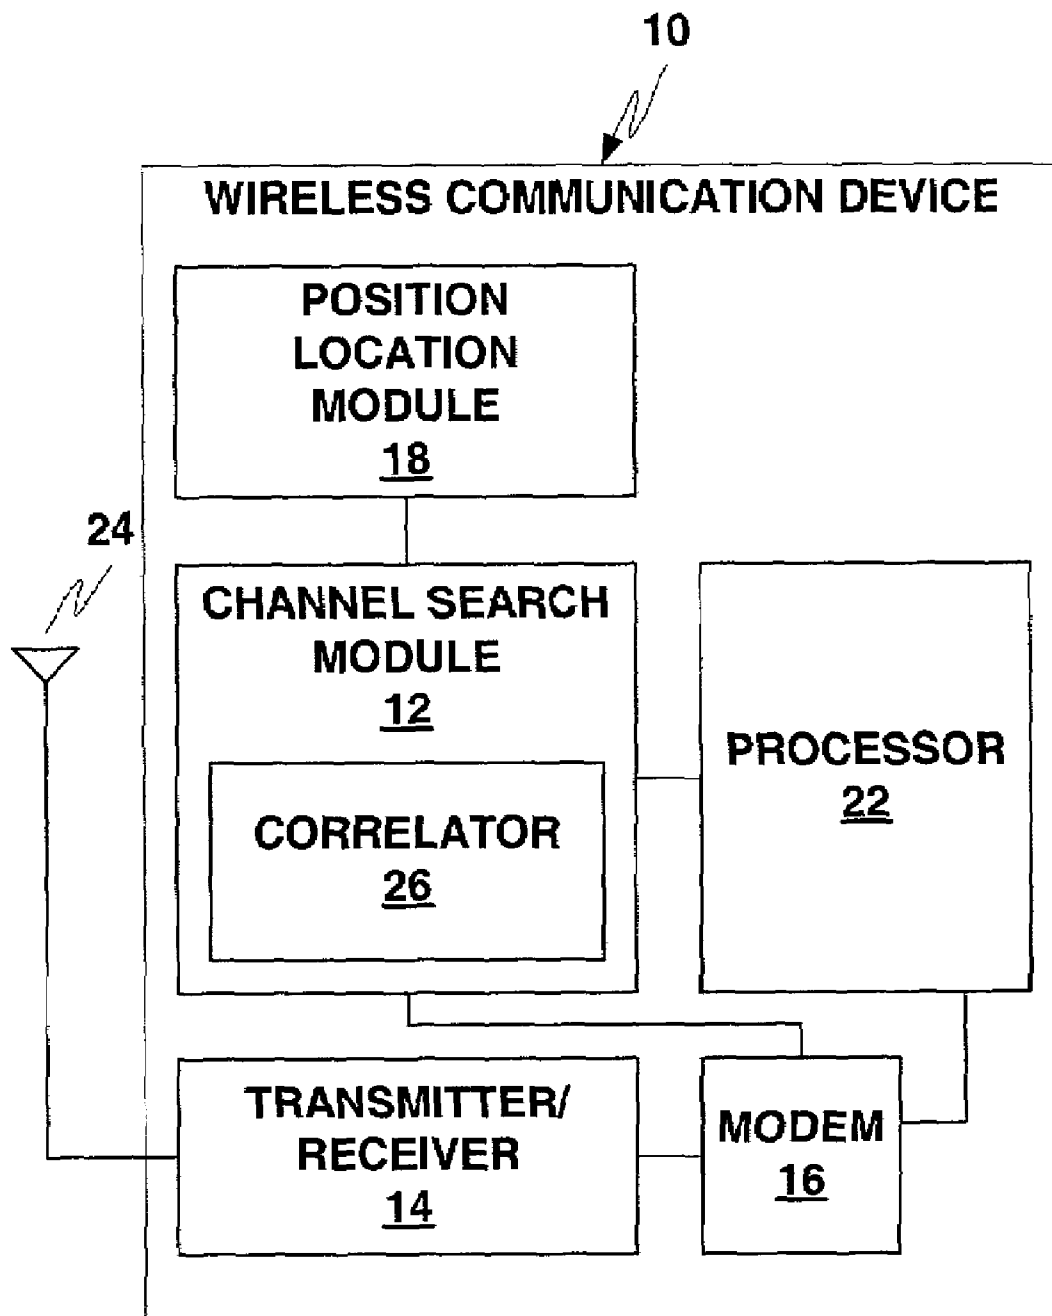 10
WIRELESS COMMUNICATION DEVICE
POSITION
LOCATION
MODULE
18
24
CHANNEL SEARCH
MODULE
12
CORRELATOR
26
PROCESSOR
22
TRANSMITTER/
RECEIVER
14
MODEM
16